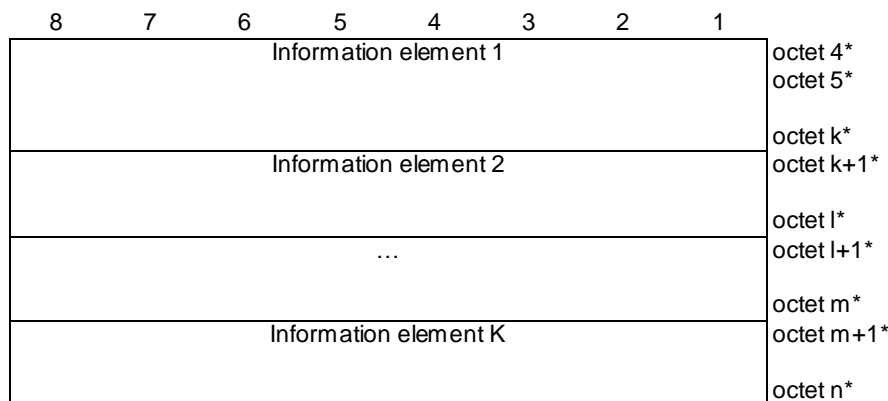 8 7 6 5 4 3 2 1
Information element 1 octet 4*
octet 5*
octet k*
Information element 2 octet k+1*
octet l*
… octet l+1*
octet m*
Information element K octet m+1*
octet n*